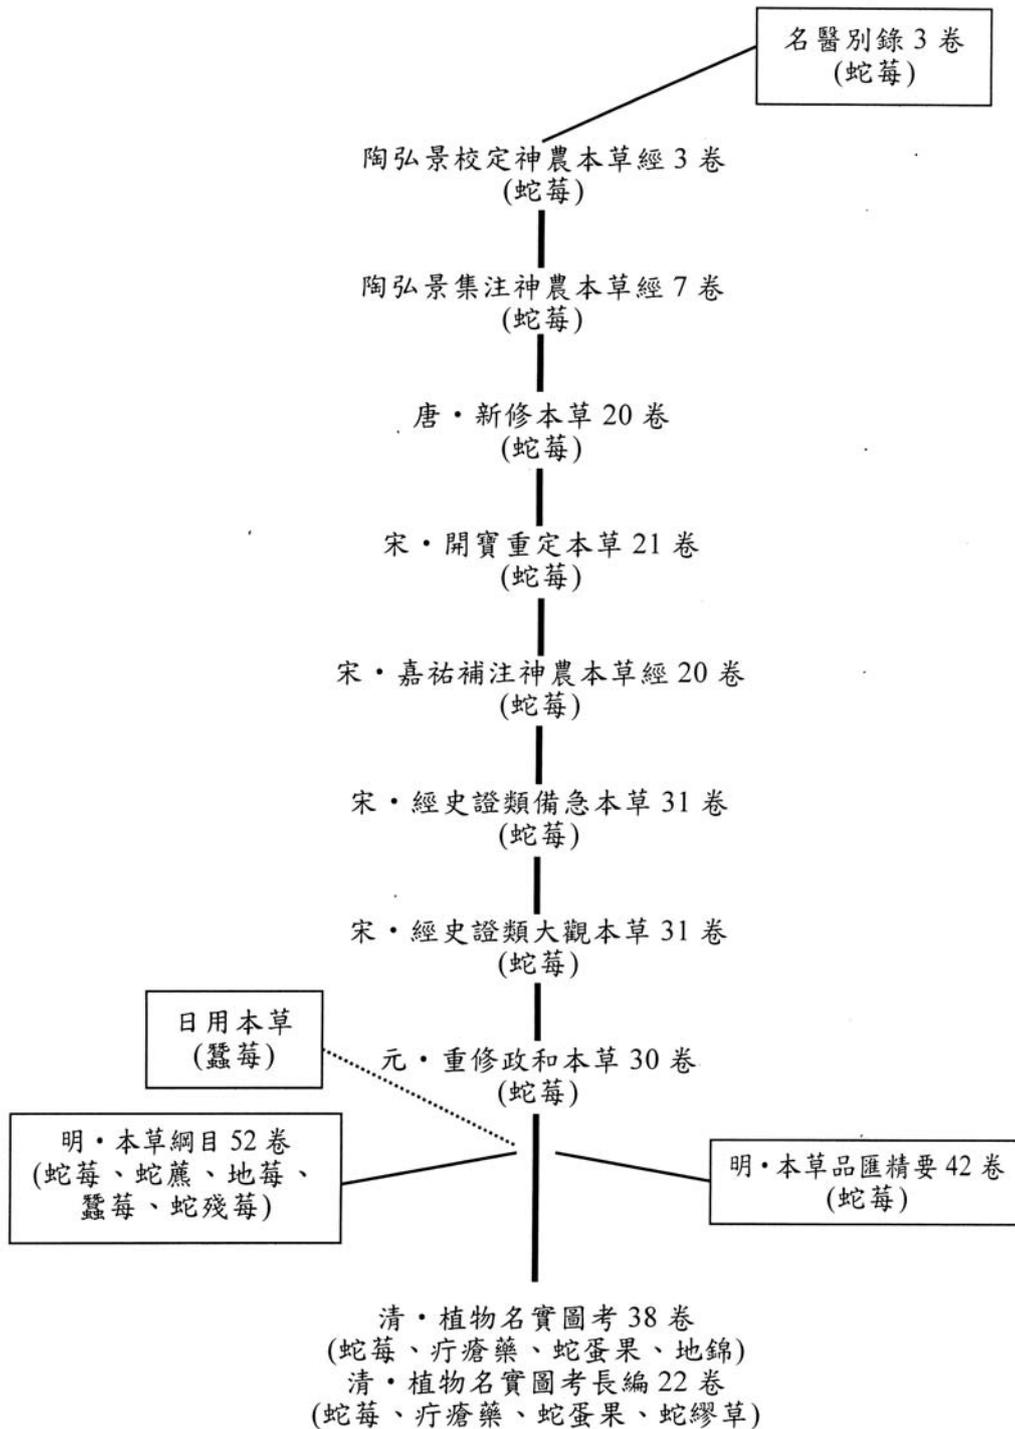 名醫別錄 3 卷
(蛇莓)
陶弘景校定神農本草經 3 卷
(蛇莓)
陶弘景集注神農本草經 7 卷
(蛇莓)
唐・新修本草 20 卷
(蛇莓)
宋・開寶重定本草 21 卷
(蛇莓)
宋・嘉祐補注神農本草經 20 卷
(蛇莓)
宋・經史證類備急本草 31 卷
(蛇莓)
宋・經史證類大觀本草 31 卷
(蛇莓)
日用本草
(蠶莓)
元・重修政和本草 30 卷
(蛇莓)
明・本草綱目 52 卷
(蛇莓、蛇藨、地莓、
蠶莓、蛇殘莓)
明・本草品匯精要 42 卷
(蛇莓)
清・植物名實圖考 38 卷
(蛇莓、疔瘡藥、蛇蛋果、地錦)
清・植物名實圖考長編 22 卷
(蛇莓、疔瘡藥、蛇蛋果、蛇繆草)